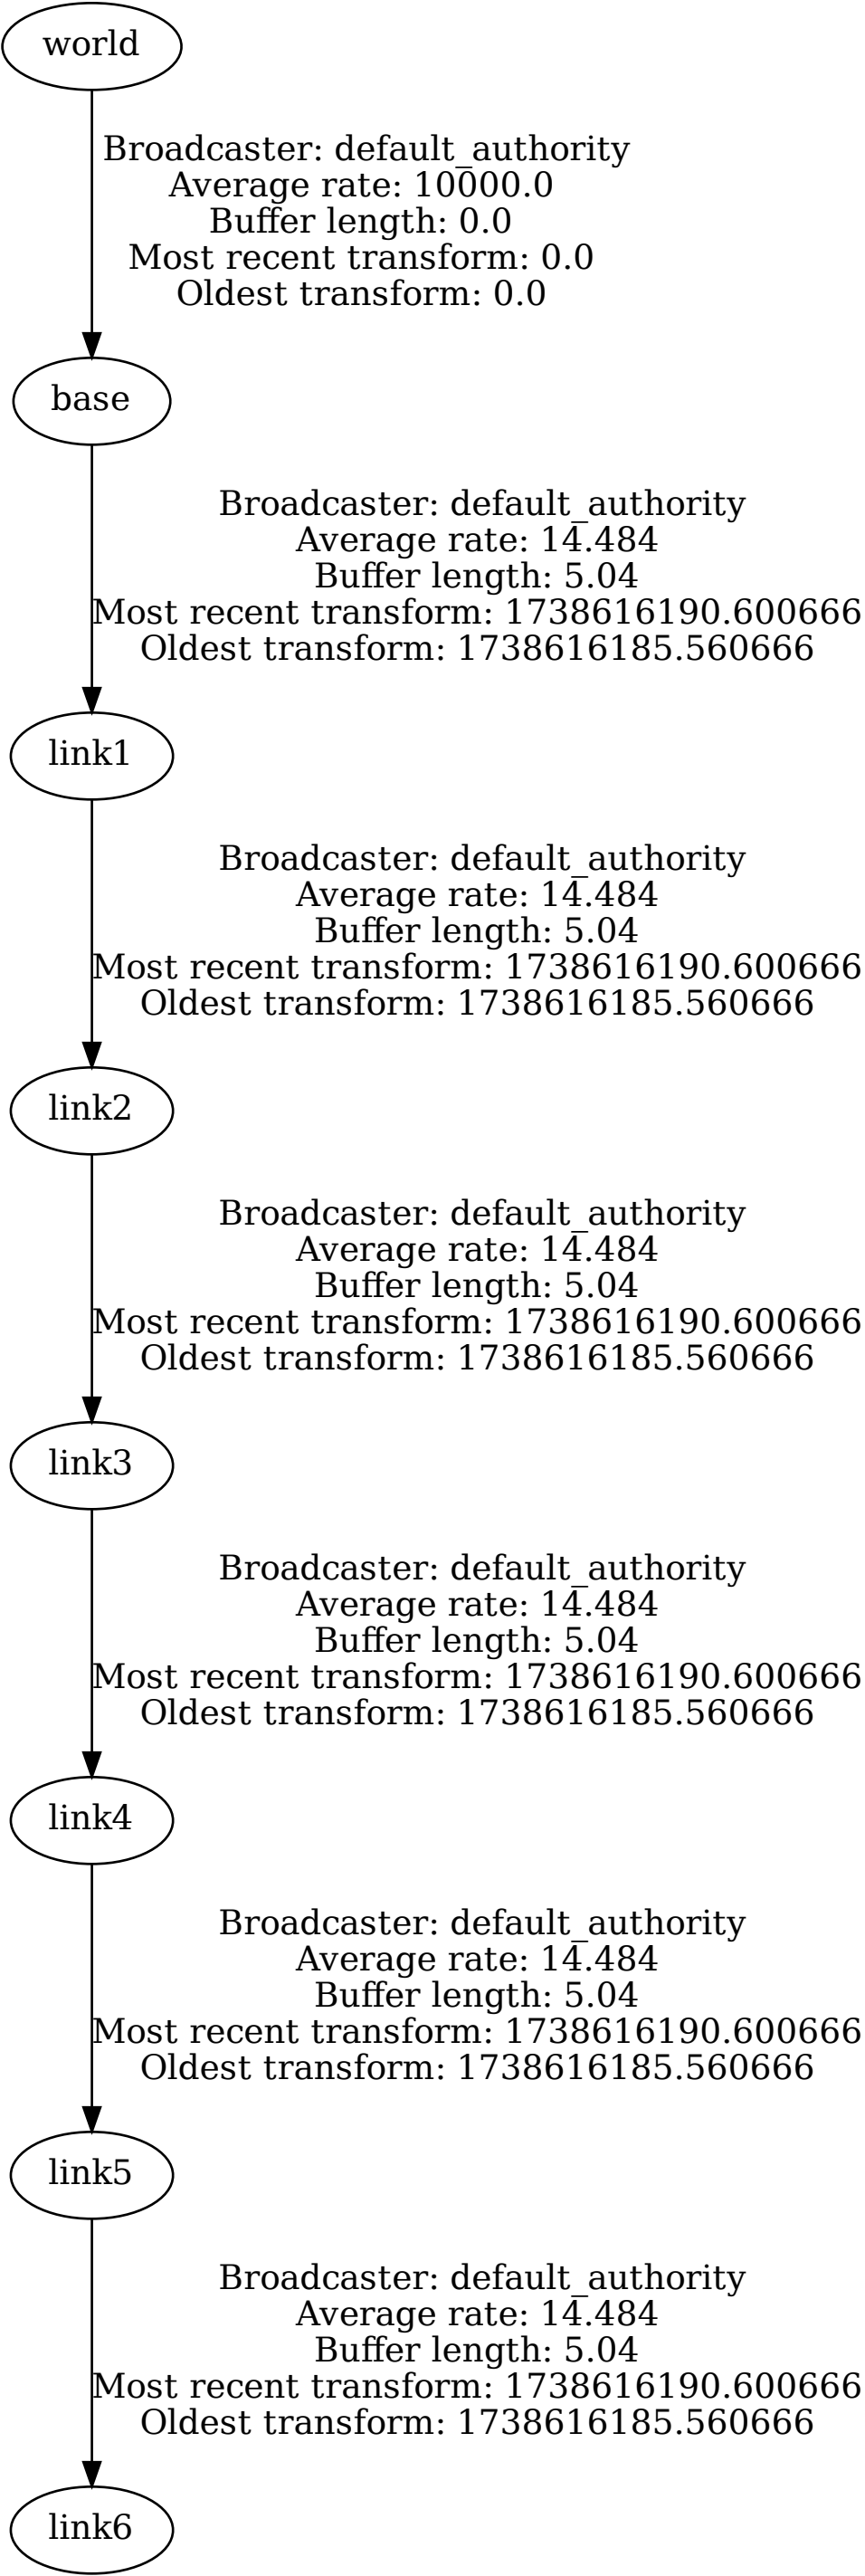 world
Broadcaster: default_authority
Average rate: 10000.0
Buffer length: 0.0
Most recent transform: 0.0
Oldest transform: 0.0
base
Broadcaster: default_authority
Average rate: 14.484
Buffer length: 5.04
Most recent transform: 1738616190.600666
Oldest transform: 1738616185.560666
link1
Broadcaster: default_authority
Average rate: 14.484
Buffer length: 5.04
Most recent transform: 1738616190.600666
Oldest transform: 1738616185.560666
link2
Broadcaster: default_authority
Average rate: 14.484
Buffer length: 5.04
Most recent transform: 1738616190.600666
Oldest transform: 1738616185.560666
link3
Broadcaster: default_authority
Average rate: 14.484
Buffer length: 5.04
Most recent transform: 1738616190.600666
Oldest transform: 1738616185.560666
link4
Broadcaster: default_authority
Average rate: 14.484
Buffer length: 5.04
Most recent transform: 1738616190.600666
Oldest transform: 1738616185.560666
link5
Broadcaster: default_authority
Average rate: 14.484
Buffer length: 5.04
Most recent transform: 1738616190.600666
Oldest transform: 1738616185.560666
link6